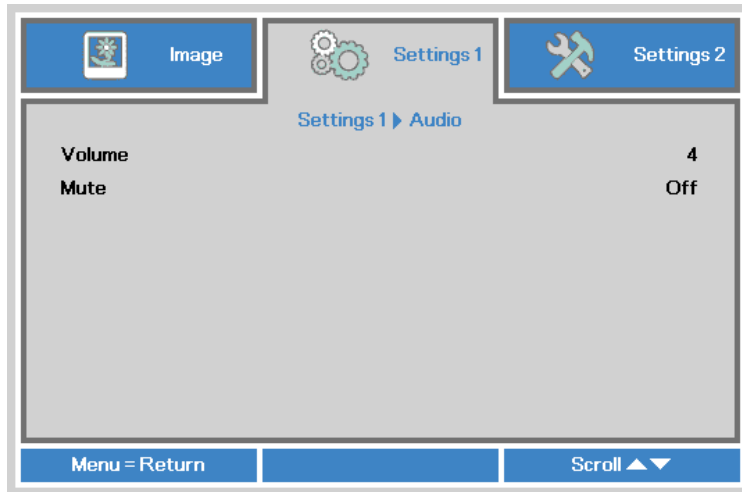 Image
Settings 1
Settings 2
Settings 1 ▶ Audio
Volume 4
Mute Off
Menu = Return
Scroll ▲▼